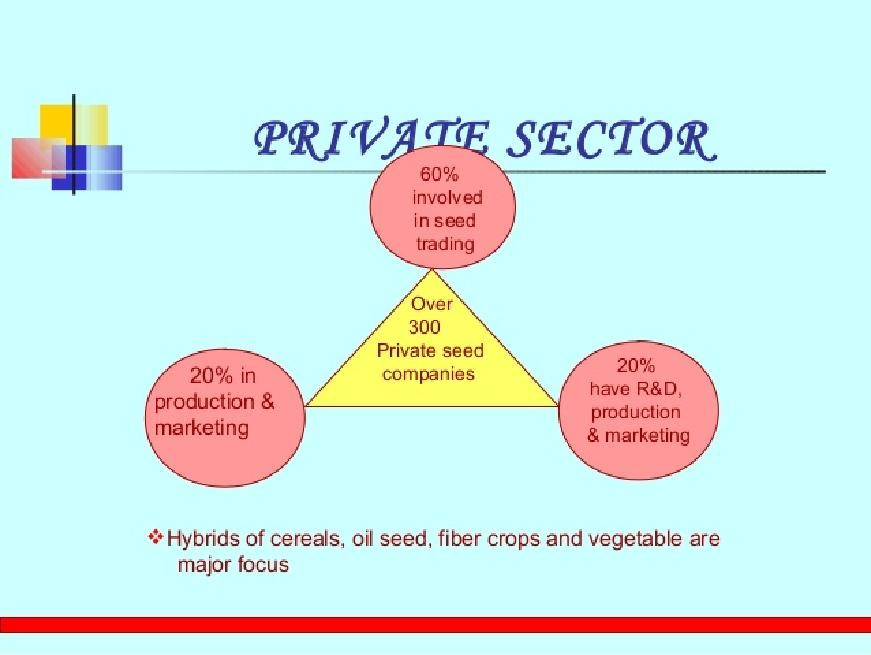 PRIVATE SECTOR
60%
involved
in seed
trading
Over
300
Private seed
companies
20% in
production &
marketing
20%
have R&D,
production
& marketing
❖Hybrids of cereals, oil seed, fiber crops and vegetable are
major focus